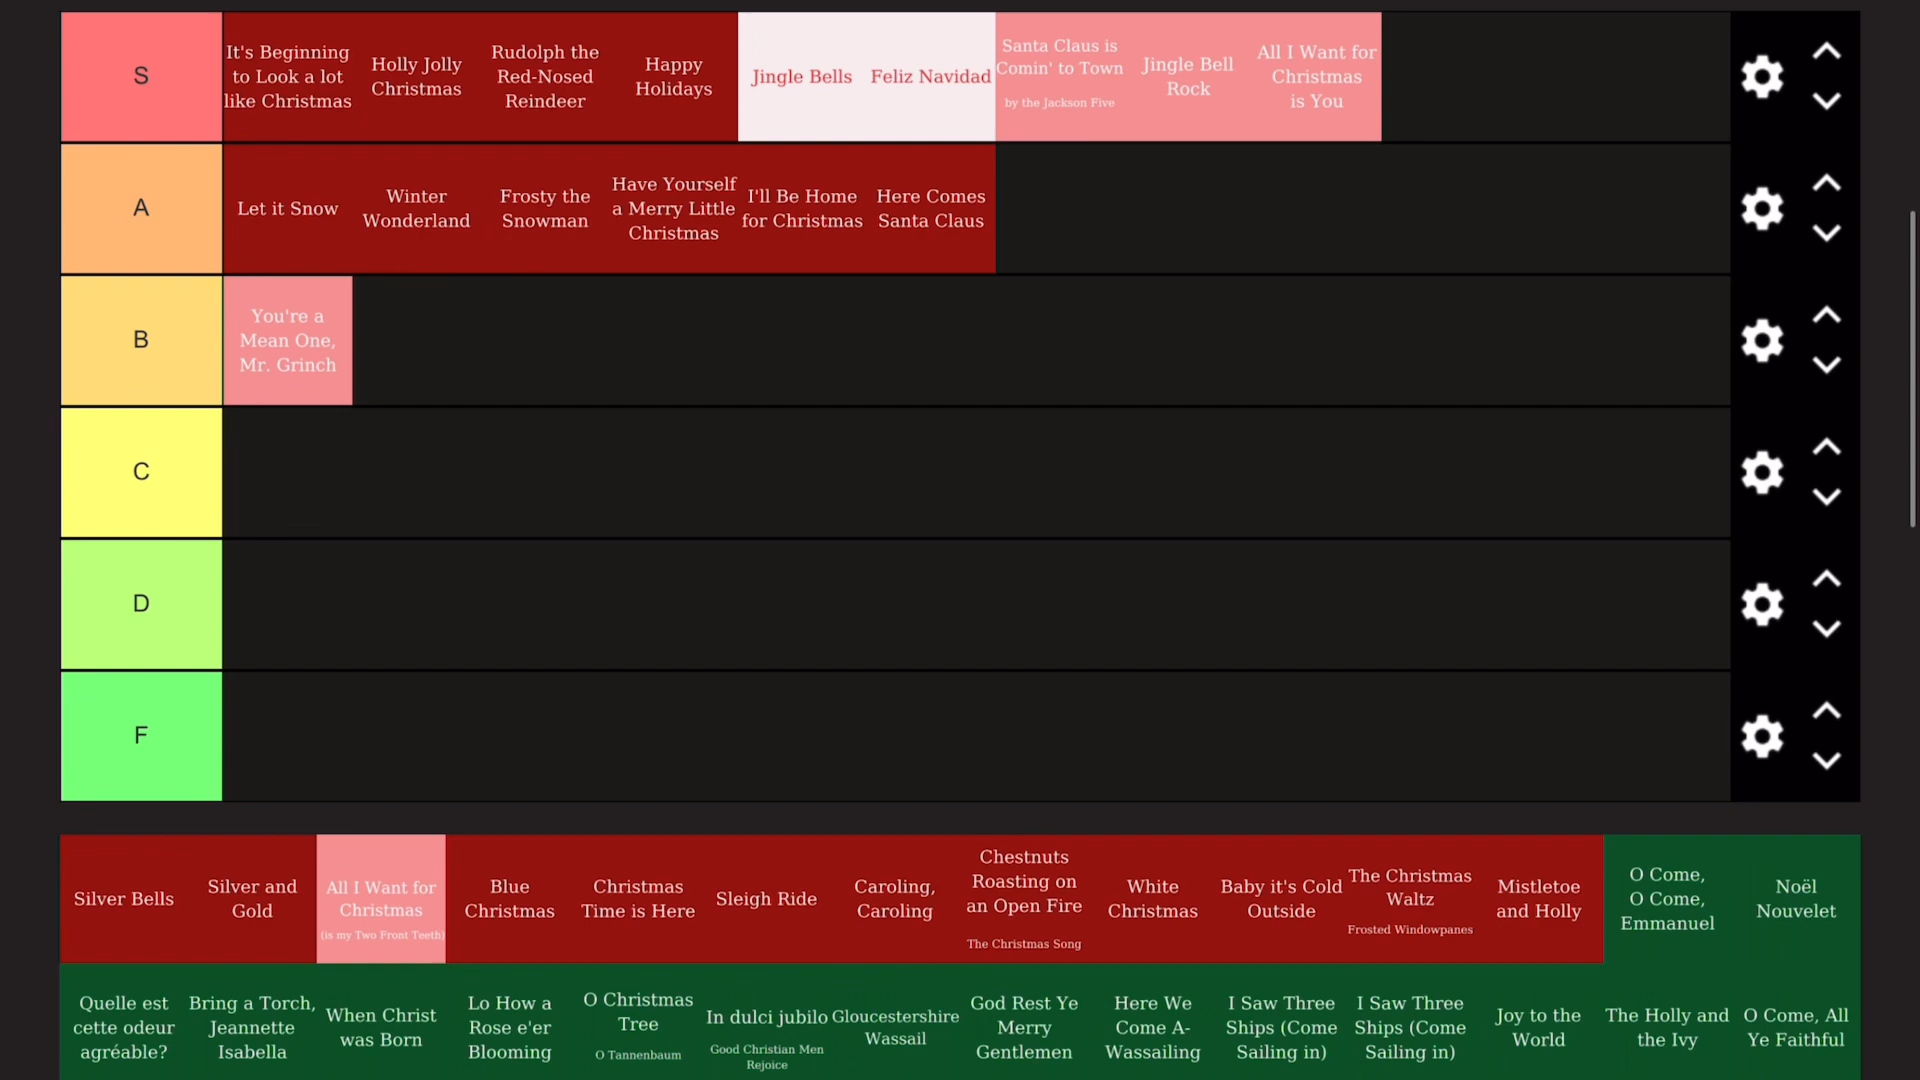 S
It's Beginning
to Look a lot
like Christmas
Holly Jolly
Christmas
Rudolph the
Red-Nosed
Reindeer
Happy
Holidays
Jingle Bells
Feliz Navidad
Santa Claus is
Comin' to Town
by the Jackson Five
Jingle Bell
Rock
All I Want for
Christmas
is You
A
Let it Snow
Winter
Wonderland
Frosty the
Snowman
Have Yourself
a Merry Little
Christmas
I'll Be Home
for Christmas
Here Comes
Santa Claus
B
You're a
Mean One,
Mr. Grinch
C
D
F
Silver Bells
Silver and
Gold
All I Want for
Christmas
(is my Two Front Teeth)
Blue
Christmas
Christmas
Time is Here
Sleigh Ride
Caroling,
Caroling
Chestnuts
Roasting on
an Open Fire
The Christmas Song
White
Christmas
Baby it's Cold
Outside
The Christmas
Waltz
Frosted Windowpanes
Mistletoe
and Holly
O Come,
O Come,
Emmanuel
Noël
Nouvelet
Quelle est
cette odeur
agréable?
Bring a Torch,
Jeannette
Isabella
When Christ
was Born
Lo How a
Rose e'er
Blooming
O Christmas
Tree
O Tannenbaum
In dulci jubilo
Good Christian Men
Rejoice
Gloucestershire
Wassail
God Rest Ye
Merry
Gentlemen
Here We
Come A-
Wassailing
I Saw Three
Ships (Come
Sailing in)
I Saw Three
Ships (Come
Sailing in)
Joy to the
World
The Holly and
the Ivy
O Come, All
Ye Faithful